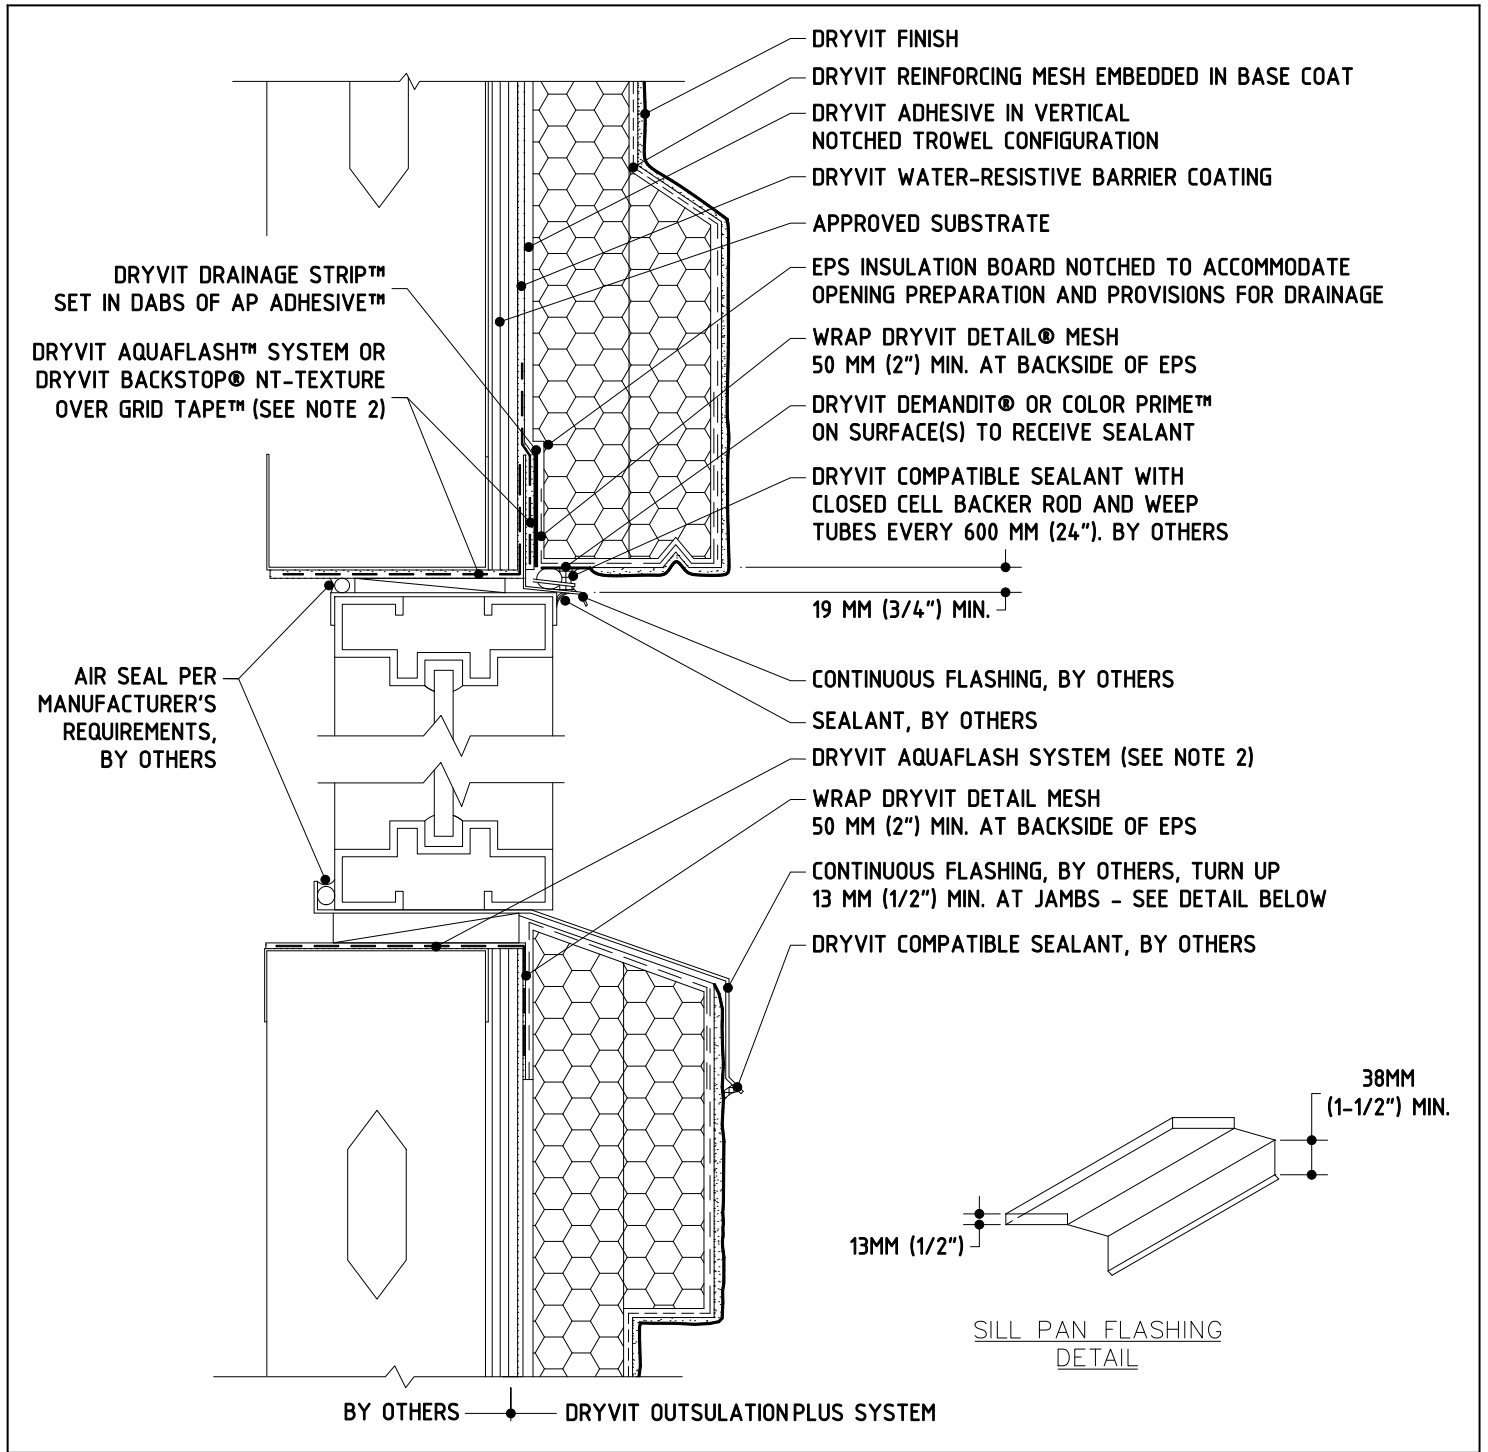 DRYVIT FINISH
DRYVIT REINFORCING MESH EMBEDDED IN BASE COAT
DRYVIT ADHESIVE IN VERTICAL
NOTCHED TROWEL CONFIGURATION
DRYVIT WATER-RESISTIVE BARRIER COATING
APPROVED SUBSTRATE
EPS INSULATION BOARD NOTCHED TO ACCOMMODATE
OPENING PREPARATION AND PROVISIONS FOR DRAINAGE
WRAP DRYVIT DETAIL® MESH
50 MM (2") MIN. AT BACKSIDE OF EPS
DRYVIT DEMANDIT® OR COLOR PRIME™
ON SURFACE(S) TO RECEIVE SEALANT
DRYVIT COMPATIBLE SEALANT WITH
CLOSED CELL BACKER ROD AND WEEP
TUBES EVERY 600 MM (24"). BY OTHERS
19 MM (3/4") MIN.
CONTINUOUS FLASHING, BY OTHERS
SEALANT, BY OTHERS
DRYVIT AQUAFLASH SYSTEM (SEE NOTE 2)
WRAP DRYVIT DETAIL MESH
50 MM (2") MIN. AT BACKSIDE OF EPS
CONTINUOUS FLASHING, BY OTHERS, TURN UP
13 MM (1/2") MIN. AT JAMBS - SEE DETAIL BELOW
DRYVIT COMPATIBLE SEALANT, BY OTHERS
DRYVIT DRAINAGE STRIP™
SET IN DABS OF AP ADHESIVE™
DRYVIT AQUAFLASH™ SYSTEM OR
DRYVIT BACKSTOP® NT-TEXTURE
OVER GRID TAPE™ (SEE NOTE 2)
AIR SEAL PER
MANUFACTURER'S
REQUIREMENTS,
BY OTHERS
38MM
(1-1/2") MIN.
13MM (1/2")
SILL PAN FLASHING
DETAIL
BY OTHERS
DRYVIT OUTSULATION PLUS SYSTEM